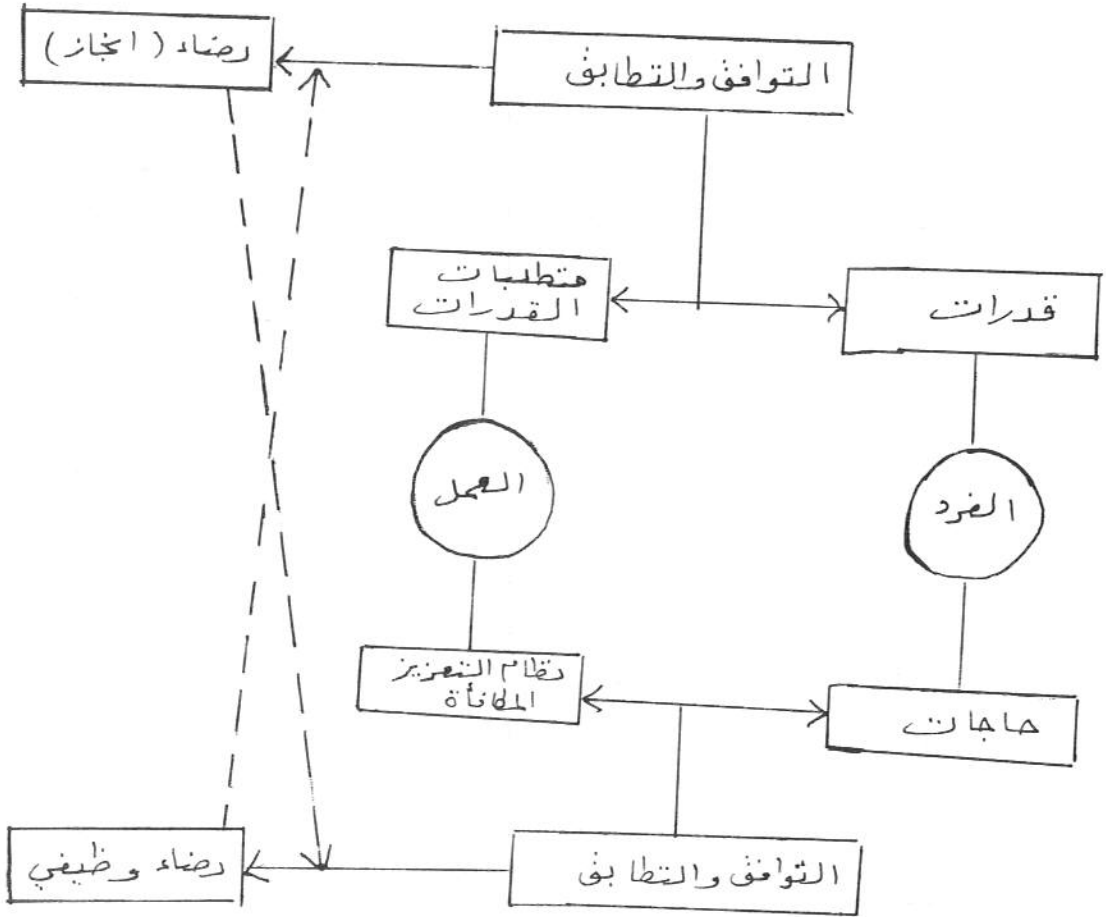 التوافق والتطابق
رضاء (انجاز)
قدرات
متطلبات
القدرات
الفرد
العمل
حاجات
نظام التعزيز
المكافأة
التوافق والتطابق
رضاء وظيفي